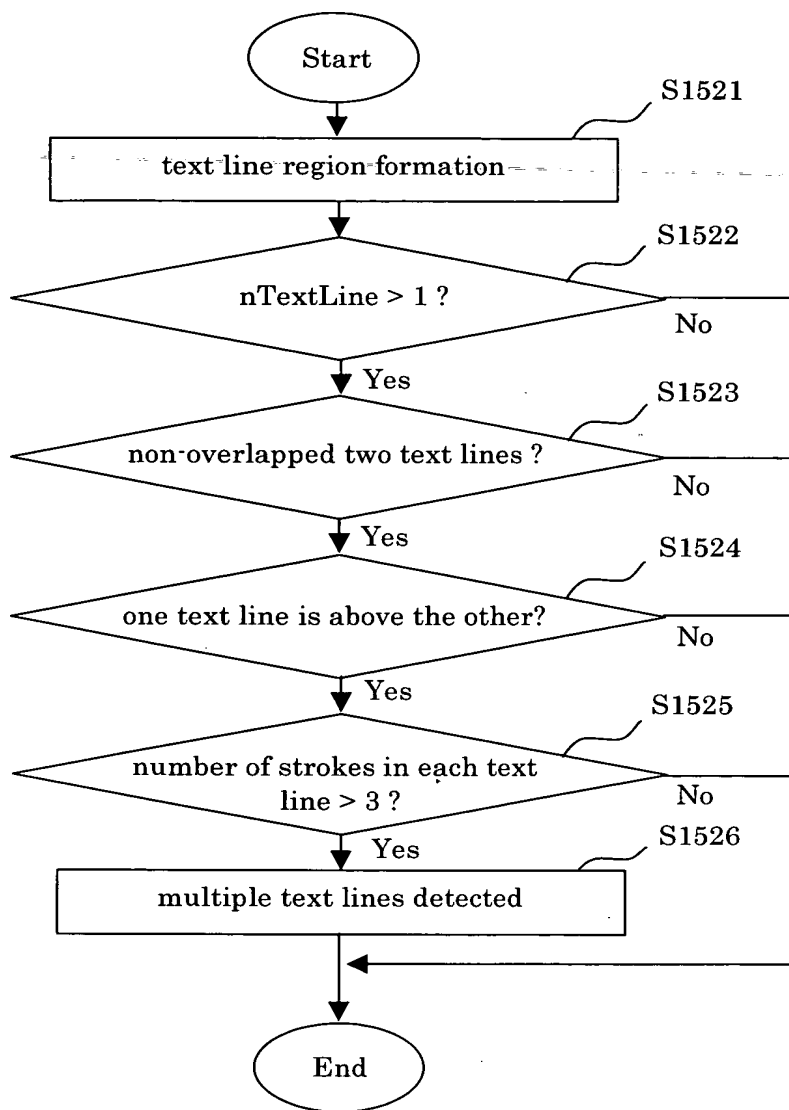 Start
S1521
text line region formation
S1522
nTextLine > 1 ?
No
Yes
S1523
non-overlapped two text lines ?
No
Yes
S1524
one text line is above the other?
No
Yes
S1525
number of strokes in each text
line > 3 ?
No
Yes
S1526
multiple text lines detected
End